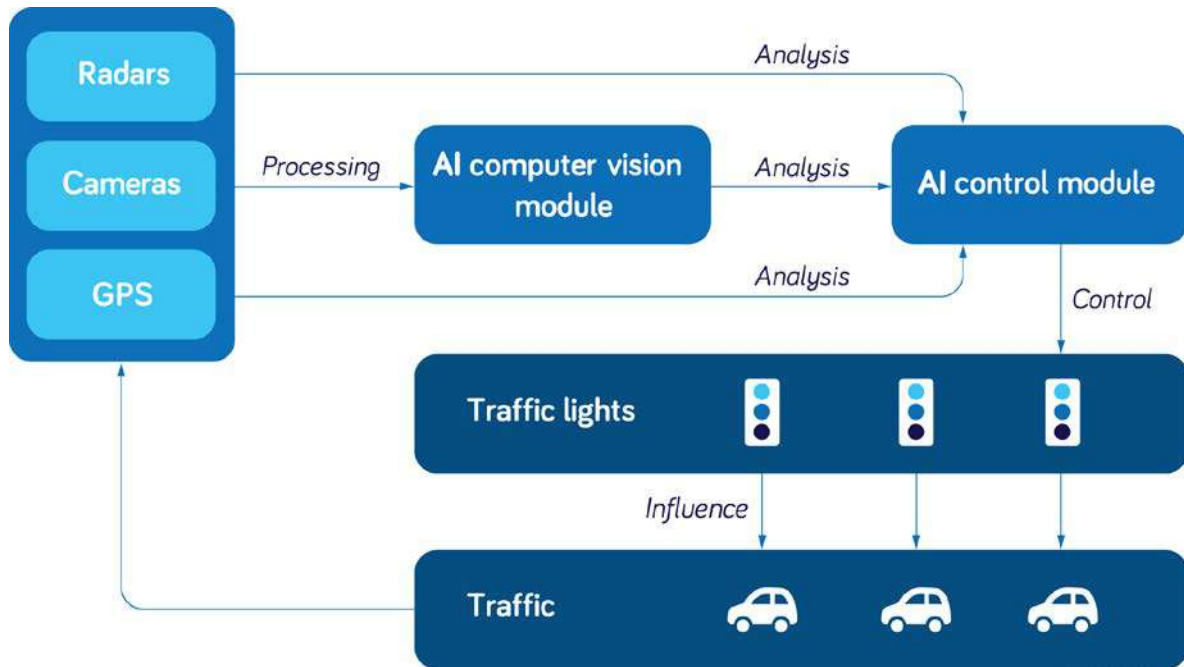 Radars
Analysis
Cameras
Processing
AI computer vision
module
Analysis
AI control module
GPS
Analysis
Control
Traffic lights
Influence
Traffic